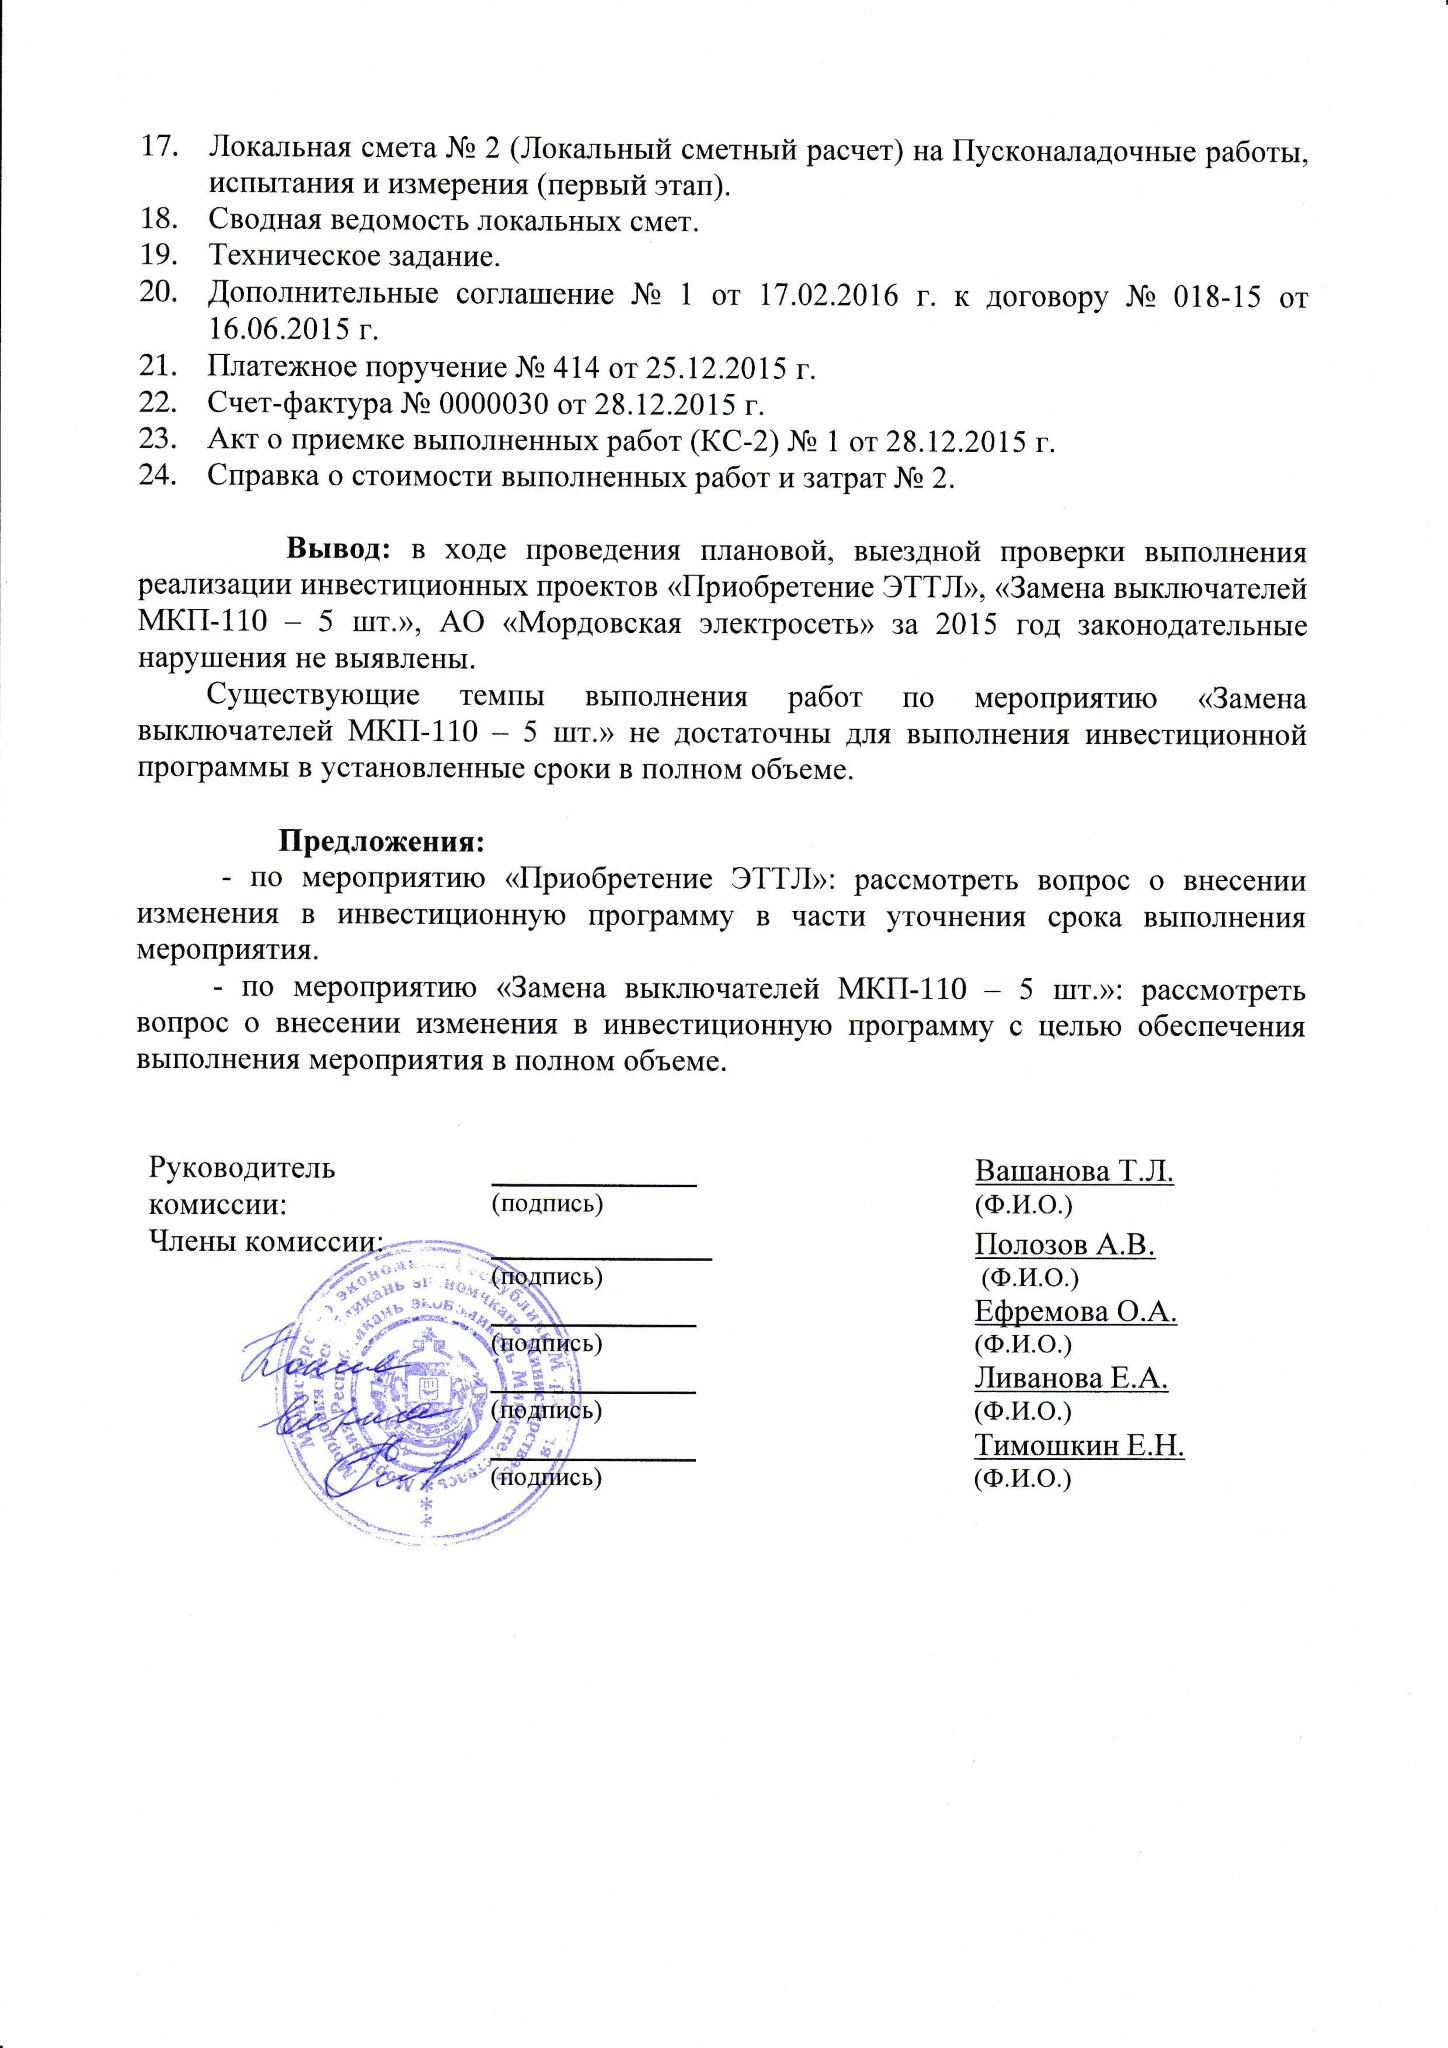 17. Локальная смета № 2 (Локальный сметный расчет) на Пусконаладочные работы,
испытания и измерения (первый этап).
18. Сводная ведомость локальных смет.
19. Техническое задание.
20. Дополнительные соглашение № 1 от 17.02.2016 г. к договору № 018-15 от
16.06.2015 г.
21. Платежное поручение № 414 от 25.12.2015 г.
22. Счет-фактура № 0000030 от 28.12.2015 г.
23. Акт о приемке выполненных работ (КС-2) № 1 от 28.12.2015 г.
24. Справка о стоимости выполненных работ и затрат № 2.
Вывод: в ходе проведения плановой, выездной проверки выполнения
реализации инвестиционных проектов «Приобретение ЭТТЛ», «Замена выключателей
МКП-110 – 5 шт.», АО «Мордовская электросеть» за 2015 год законодательные
нарушения не выявлены.
Существующие темпы выполнения работ по мероприятию «Замена
выключателей МКП-110 – 5 шт.» не достаточны для выполнения инвестиционной
программы в установленные сроки в полном объеме.
Предложения:
- по мероприятию «Приобретение ЭТТЛ»: рассмотреть вопрос о внесении
изменения в инвестиционную программу в части уточнения срока выполнения
мероприятия.
- по мероприятию «Замена выключателей МКП-110 – 5 шт.»: рассмотреть
вопрос о внесении изменения в инвестиционную программу с целью обеспечения
выполнения мероприятия в полном объеме.
Руководитель Вашанова Т.Л.
комиссии: (подпись) (Ф.И.О.)
Члены комиссии: Полозов А.В.
(подпись) (Ф.И.О.)
Ефремова О.А.
(подпись) (Ф.И.О.)
Ливанова Е.А.
(подпись) (Ф.И.О.)
Тимошкин Е.Н.
(подпись) (Ф.И.О.)